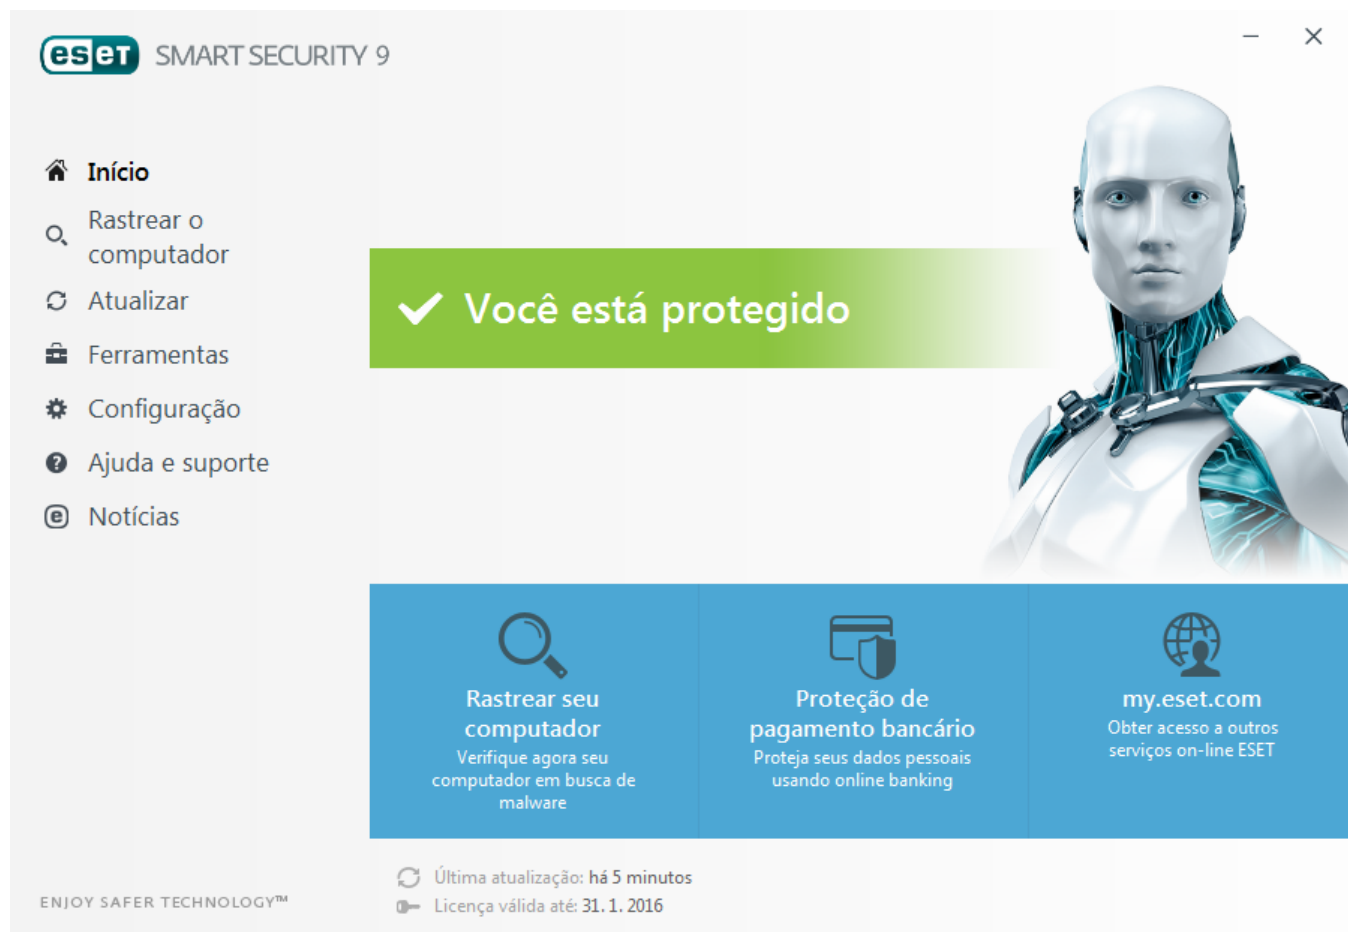 eset SMART SECURITY 9
Início
Rastrear o
computador
Atualizar
Ferramentas
Configuração
Ajuda e suporte
Notícias
Você está protegido
Rastrear seu
computador
Verifique agora seu
computador em busca de
malware
Proteção de
pagamento bancário
Proteja seus dados pessoais
usando online banking
my.eset.com
Obter acesso a outros
serviços on-line ESET
Última atualização: há 5 minutos
Licença válida até: 31. 1. 2016
ENJOY SAFER TECHNOLOGY™